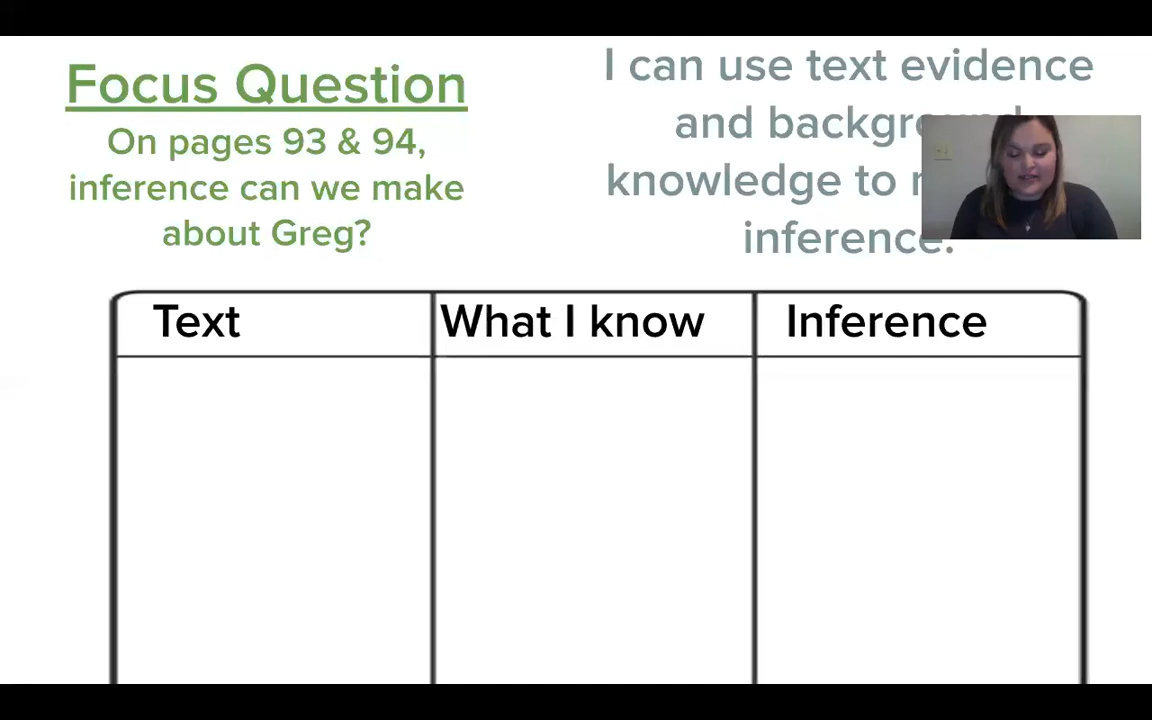 Focus Question
On pages 93 & 94,
inference can we make
about Greg?
I can use text evidence
and
knowledge to
inference.
Text
What I know
Inference